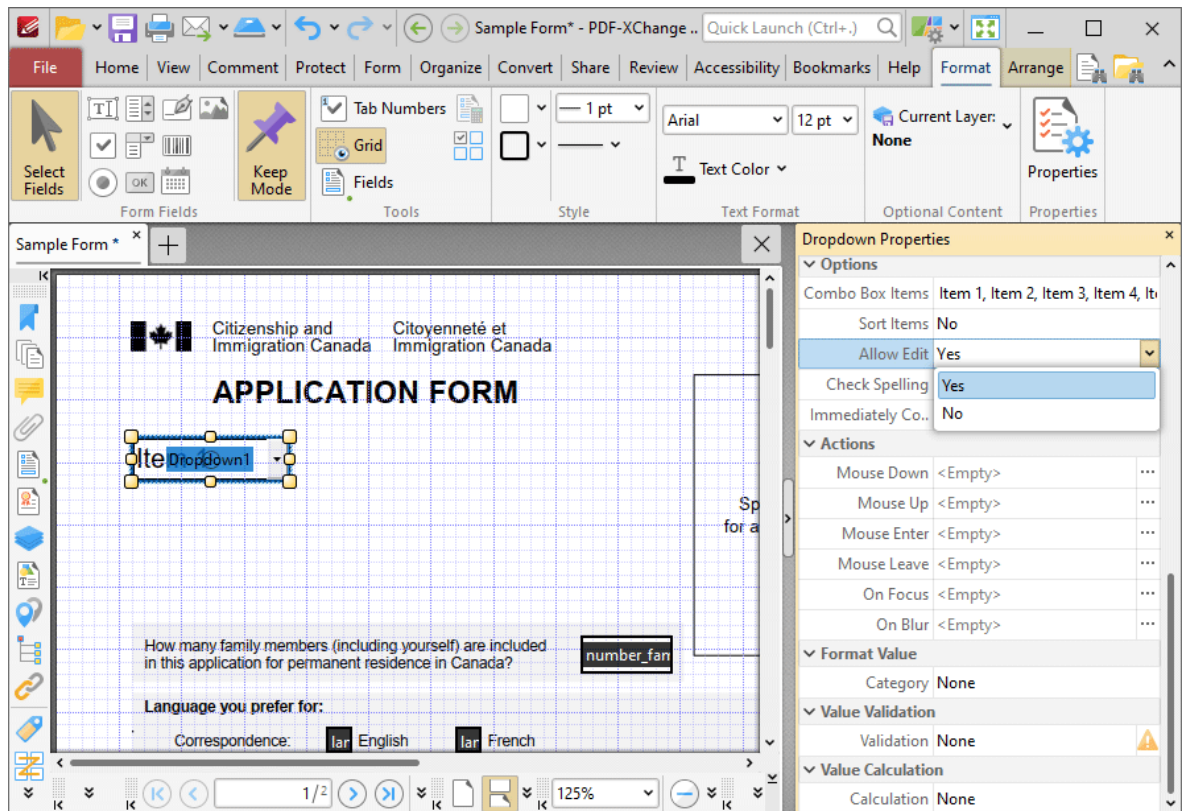 Sample Form* - PDF-XChange ..
Quick Launch (Ctrl+.)
File Home View Comment Protect Form Organize Convert Share Review Accessibility Bookmarks Help Format Arrange
Select Fields
OK
Keep Mode
Form Fields
Tab Numbers
Grid
Fields
Tools
1 pt
Style
Arial
12 pt
Text Color
Text Format
Current Layer:
None
Optional Content
Properties
Properties
Sample Form *
Citizenship and
Immigration Canada
Citoyenneté et
Immigration Canada
APPLICATION FORM
Ite
Dropdown1
Sp
for a
How many family members (including yourself) are included
in this application for permanent residence in Canada?
number_fam
Language you prefer for:
Correspondence: lar English lar French
1/2
125%
Dropdown Properties
Options
Combo Box Items Item 1, Item 2, Item 3, Item 4, It
Sort Items No
Allow Edit Yes
Check Spelling
Yes
Immediately Co..
No
Actions
Mouse Down <Empty> ...
Mouse Up <Empty> ...
Mouse Enter <Empty> ...
Mouse Leave <Empty> ...
On Focus <Empty> ...
On Blur <Empty> ...
Format Value
Category None
Value Validation
Validation None
Value Calculation
Calculation None